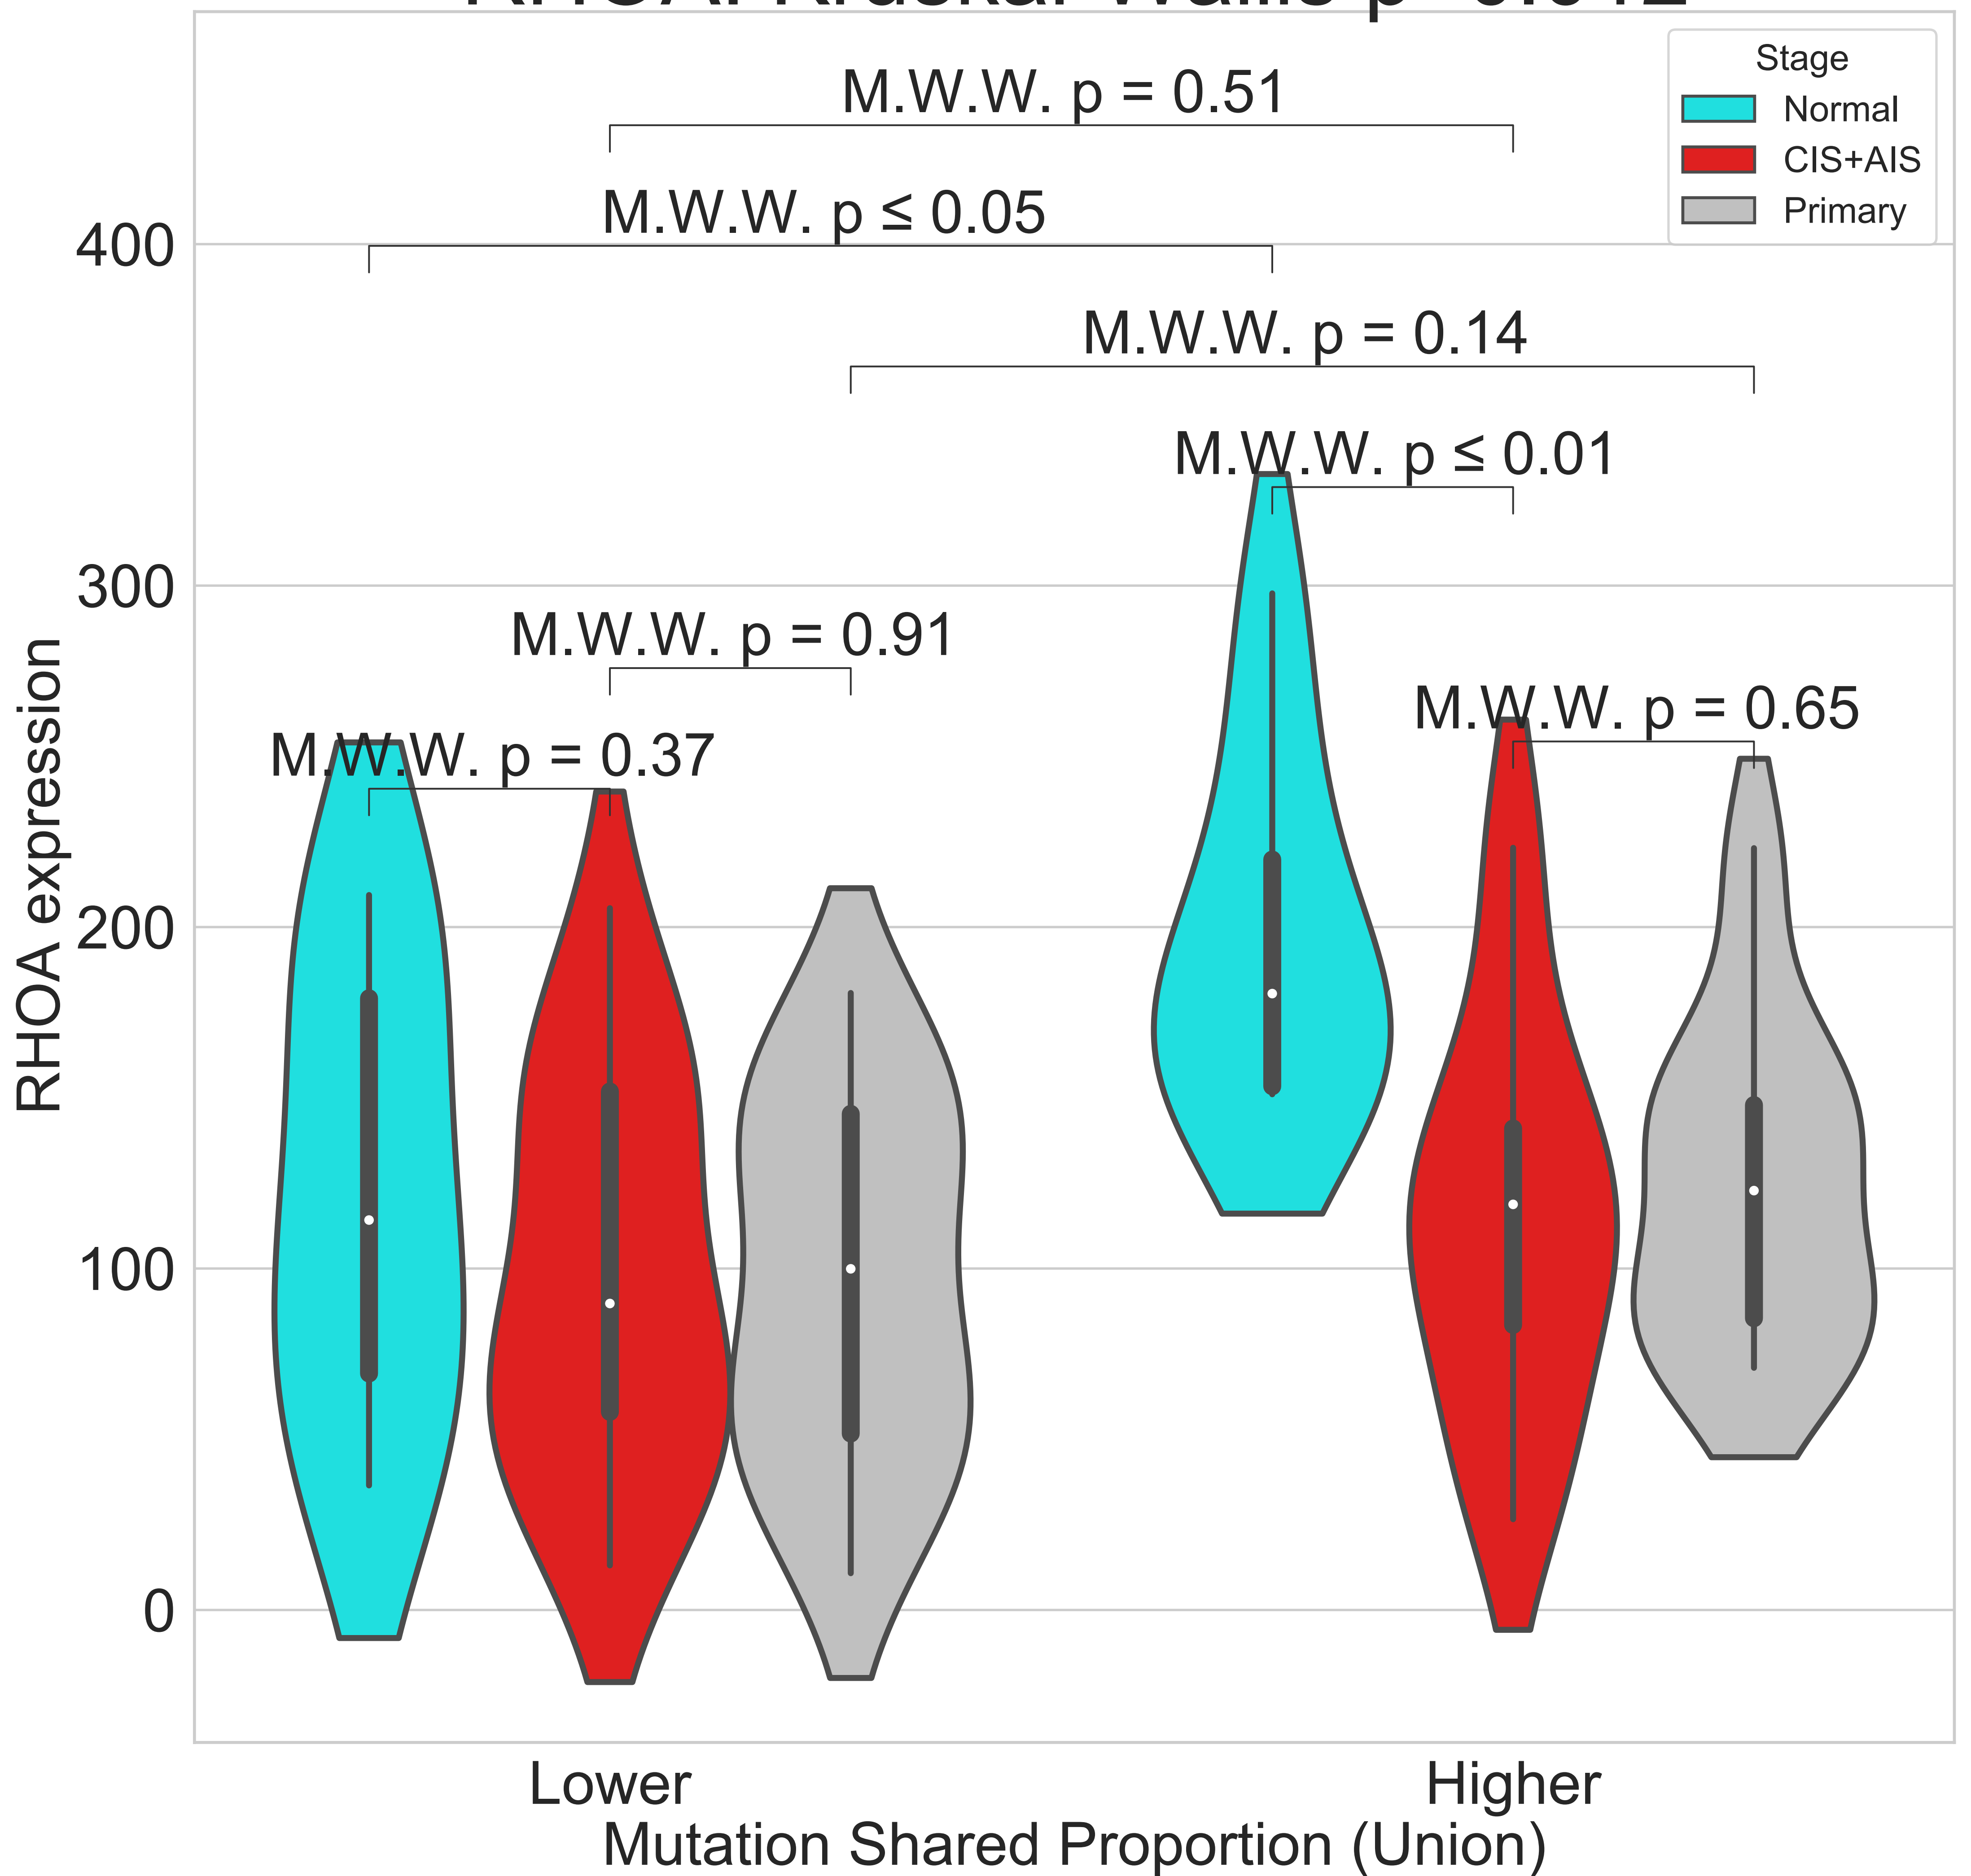 M.W.W. p = 0.51
M.W.W. p ≤ 0.05
M.W.W. p = 0.14
M.W.W. p ≤ 0.01
M.W.W. p = 0.91
M.W.W. p = 0.65
M.W.W. p = 0.37
Stage
Normal
CIS+AIS
Primary
RHOA expression
400
300
200
100
0
Lower
Higher
Mutation Shared Proportion (Union)